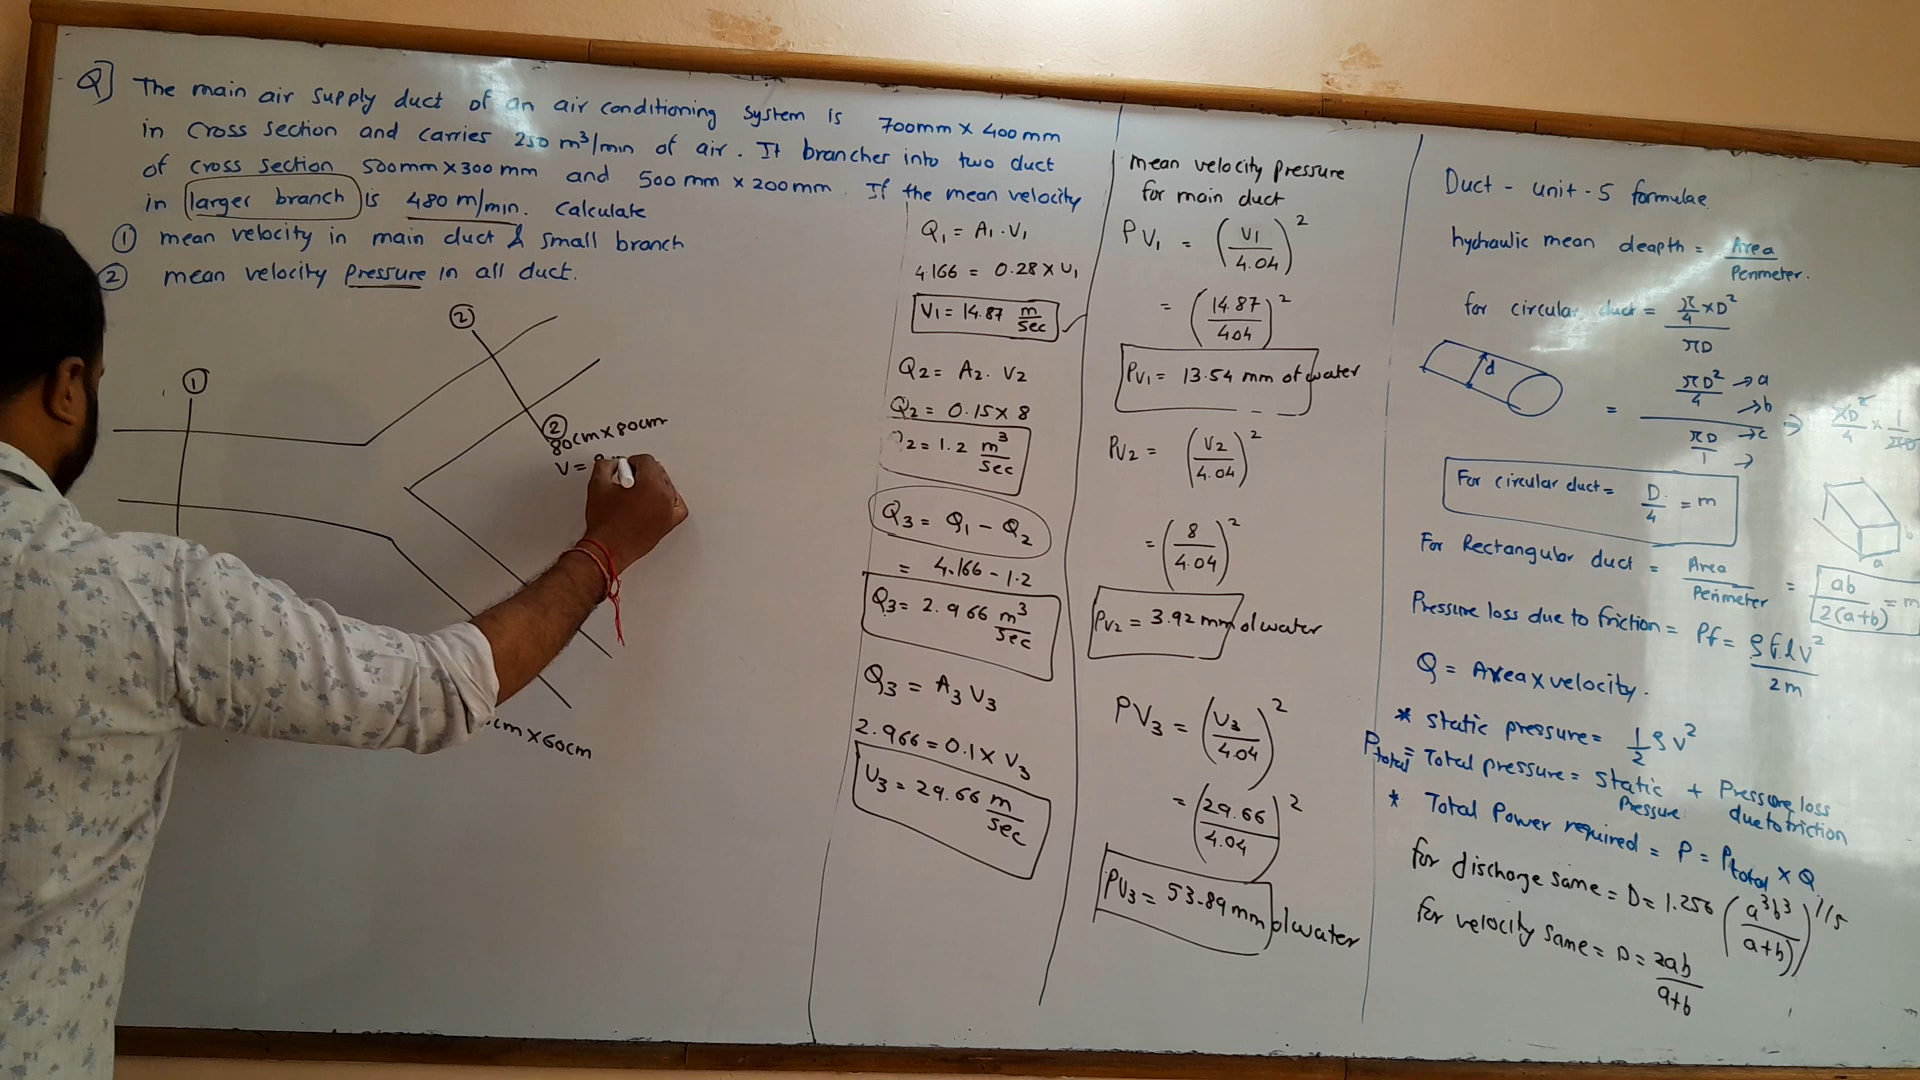 Q] The main air supply duct of an air conditioning system is 700mm x 400mm
in cross section and carries 250 m³/min of air. It brancher into two duct
of cross section 500mm x 300 mm and 500 mm x 200mm. If the mean velocity
in larger branch is 480 m/min. Calculate
① mean velocity in main duct & small branch
② mean velocity pressure in all duct.
①
②
②
80cm x 80cm
V =
cm x 60cm
Q₁ = A₁ . V₁
4.166 = 0.28 x V₁
V₁ = 14.87 m/sec
Q₂ = A₂. V₂
Q₂ = 0.15 x 8
Q₂ = 1.2 m³/sec
Q₃ = Q₁ - Q₂
= 4.166 - 1.2
Q₃ = 2.966 m³/sec
Q₃ = A₃ V₃
2.966 = 0.1 x V₃
V₃ = 29.66 m/sec
mean velocity pressure
for main duct
PV₁ = (V₁/4.04)²
= (14.87/4.04)²
PV₁ = 13.54 mm of water
PV₂ = (V₂/4.04)²
= (8/4.04)²
PV₂ = 3.92 mm of water
PV₃ = (V₃/4.04)²
= (29.66/4.04)²
PV₃ = 53.89 mm of water
Duct - unit - 5 formulae
hydraulic mean deapth = Area/Perimeter.
for circular duct = π/4 x D² / πD
d
= πD²/4 → a → b / πD/1 → c → ⇒ πD²/4 x 1/πD
For circular duct = D/4 = m
a
b
For Rectangular duct = Area/Perimeter = ab/2(a+b) = m
Pressure loss due to friction = Pf = ρf.lv²/2m
Q = Area x velocity.
* static pressure = 1/2 ρv²
Ptotal = Total pressure = static pressure + Pressure loss due to friction
* Total Power required = P = Ptotal x Q
for discharge same = D = 1.256 (a³b³/a+b)^1/5
for velocity same = D = 2ab/a+b